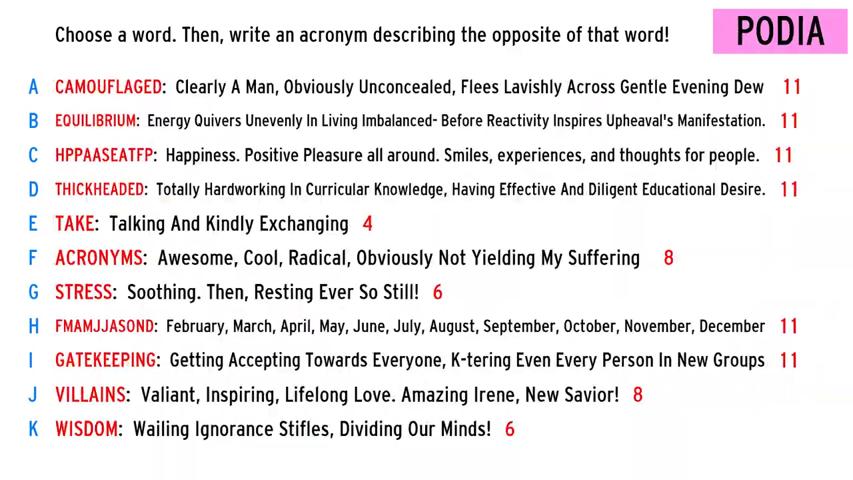 Choose a word. Then, write an acronym describing the opposite of that word!
PODIA
A CAMOUFLAGED: Clearly A Man, Obviously Unconcealed, Flees Lavishly Across Gentle Evening Dew 11
B EQUILIBRIUM: Energy Quivers Unevenly In Living Imbalanced- Before Reactivity Inspires Upheaval's Manifestation. 11
C HPPAASEATFP: Happiness. Positive Pleasure all around. Smiles, experiences, and thoughts for people. 11
D THICKHEADED: Totally Hardworking In Curricular Knowledge, Having Effective And Diligent Educational Desire. 11
E TAKE: Talking And Kindly Exchanging 4
F ACRONYMS: Awesome, Cool, Radical, Obviously Not Yielding My Suffering 8
G STRESS: Soothing. Then, Resting Ever So Still! 6
H FMAMJJASOND: February, March, April, May, June, July, August, September, October, November, December 11
I GATEKEEPING: Getting Accepting Towards Everyone, K-tering Even Every Person In New Groups 11
J VILLAINS: Valiant, Inspiring, Lifelong Love. Amazing Irene, New Savior! 8
K WISDOM: Wailing Ignorance Stifles, Dividing Our Minds! 6